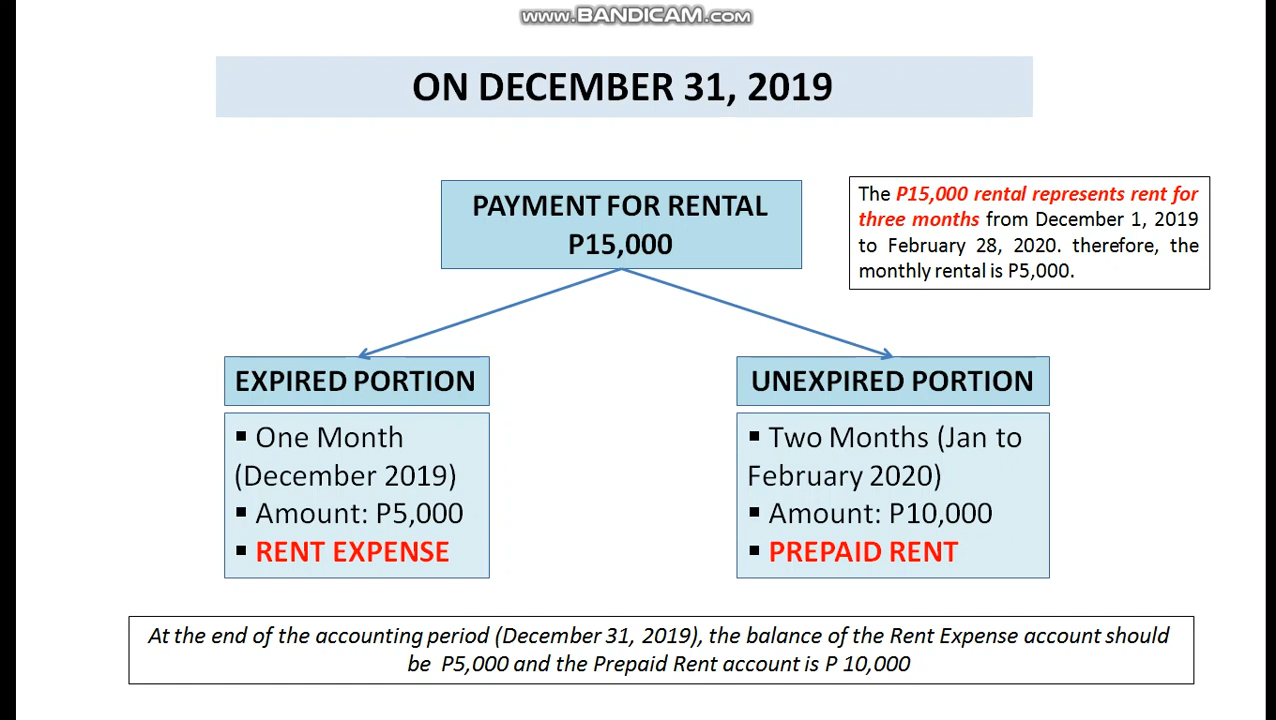 www.BANDICAM.com
ON DECEMBER 31, 2019
PAYMENT FOR RENTAL
P15,000
The P15,000 rental represents rent for
three months from December 1, 2019
to February 28, 2020. therefore, the
monthly rental is P5,000.
EXPIRED PORTION
▪ One Month
(December 2019)
▪ Amount: P5,000
▪ RENT EXPENSE
UNEXPIRED PORTION
▪ Two Months (Jan to
February 2020)
▪ Amount: P10,000
▪ PREPAID RENT
At the end of the accounting period (December 31, 2019), the balance of the Rent Expense account should
be P5,000 and the Prepaid Rent account is P 10,000